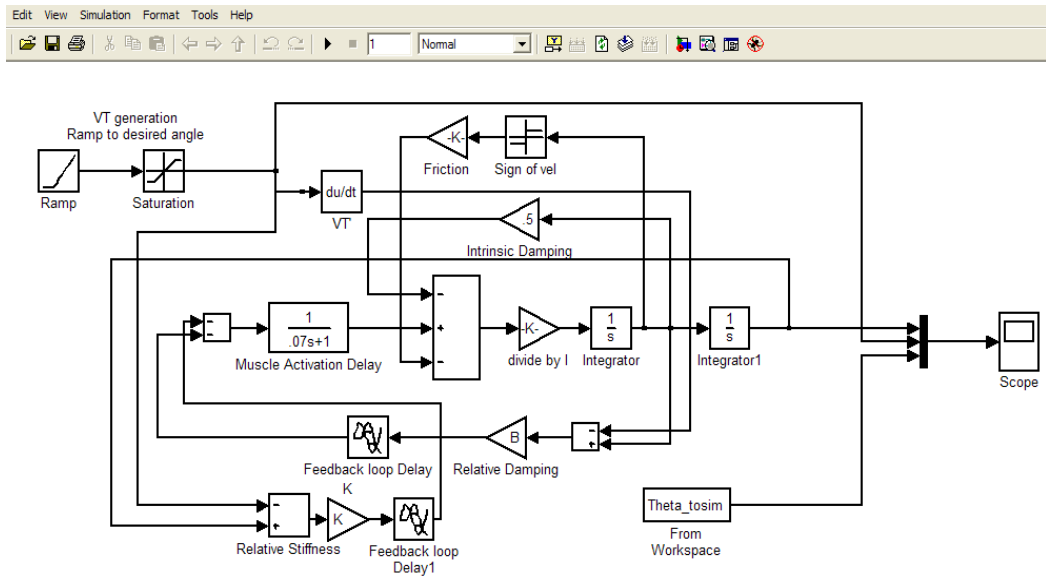 Edit View Simulation Format Tools Help
1 Normal
VT generation
Ramp to desired angle
-K-
Friction
Sign of vel
Ramp
Saturation
du/dt
VT'
.5
Intrinsic Damping
1
.07s+1
Muscle Activation Delay
-K-
divide by I
1
s
Integrator
1
s
Integrator1
Scope
Feedback loop Delay
B
Relative Damping
K
K
Relative Stiffness
Feedback loop
Delay1
Theta_tosim
From
Workspace